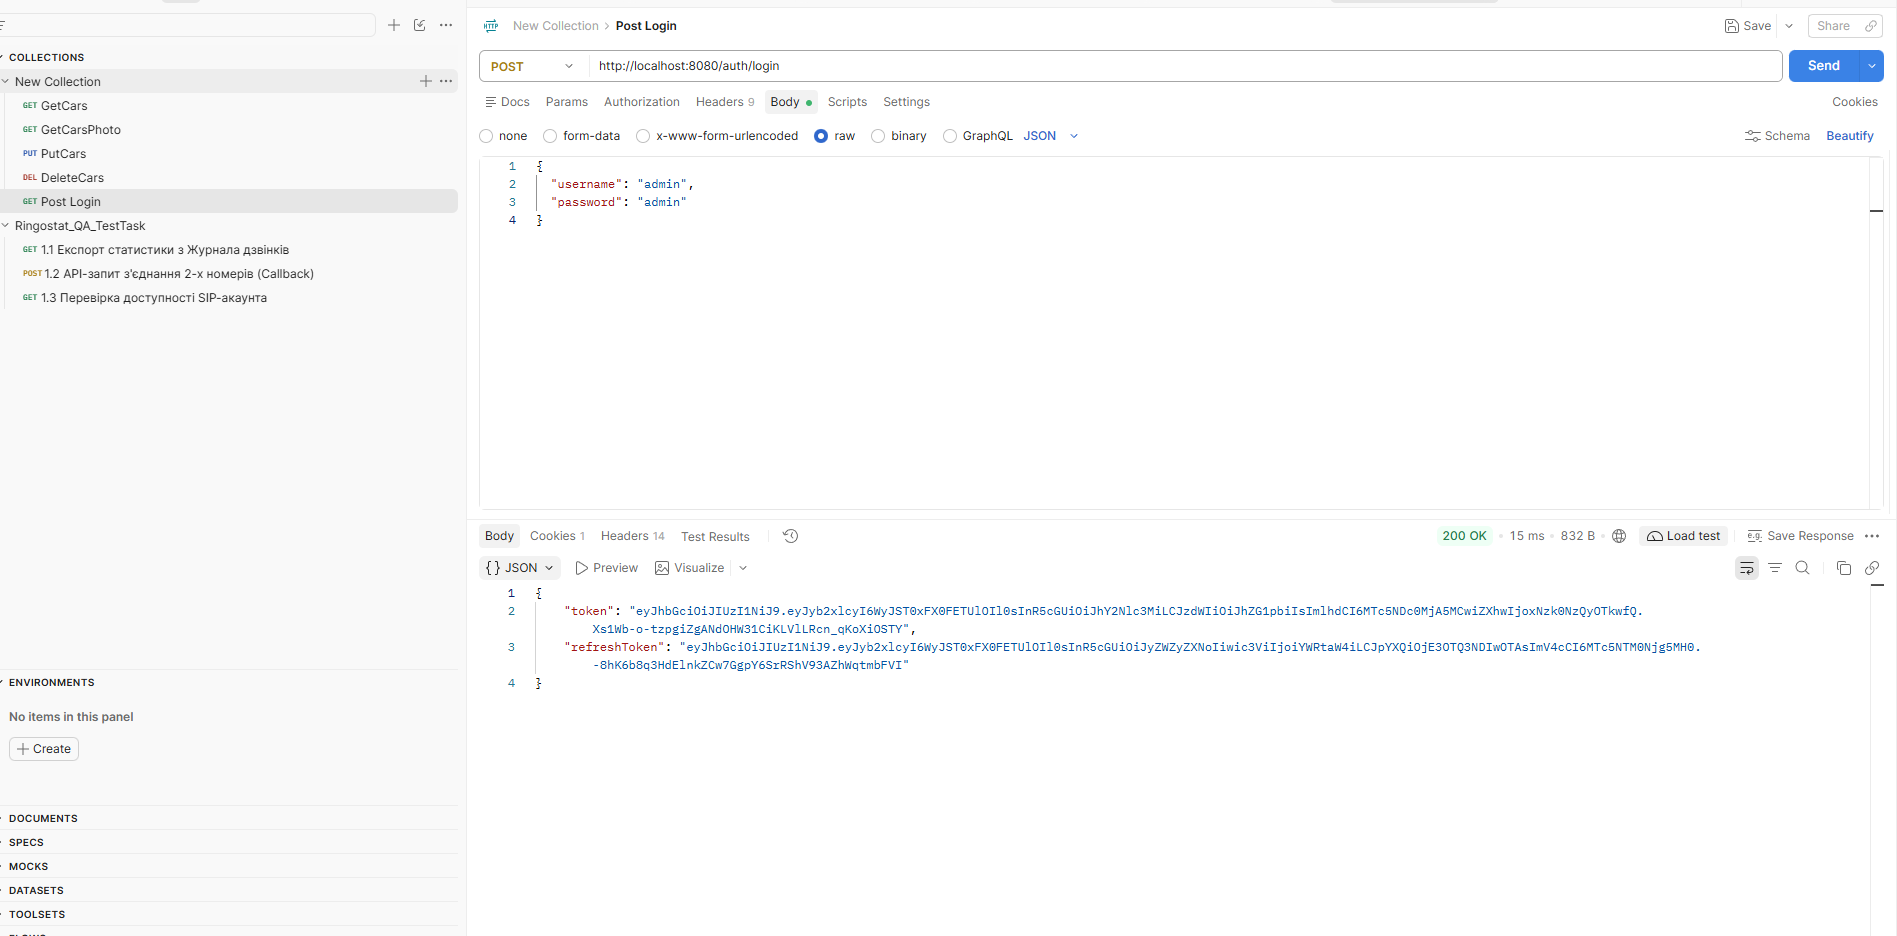 COLLECTIONS
New Collection
GET GetCars
GET GetCarsPhoto
PUT PutCars
DEL DeleteCars
GET Post Login
Ringostat_QA_TestTask
GET 1.1 Експорт статистики з Журнала дзвінків
POST 1.2 API-запит з'єднання 2-х номерів (Callback)
GET 1.3 Перевірка доступності SIP-акаунта
ENVIRONMENTS
No items in this panel
Create
DOCUMENTS
SPECS
MOCKS
DATASETS
TOOLSETS
HTTP New Collection > Post Login
Save
Share
POST http://localhost:8080/auth/login
Send
Docs Params Authorization Headers 9 Body Scripts Settings
Cookies
none form-data x-www-form-urlencoded raw binary GraphQL JSON
Schema Beautify
1 {
2 "username": "admin",
3 "password": "admin"
4 }
Body Cookies 1 Headers 14 Test Results
200 OK • 15 ms • 832 B
Load test
e.g. Save Response
{} JSON Preview Visualize
1 {
2 "token": "eyJhbGciOiJIUzI1NiJ9.eyJyb2xlcyI6WyJST0xFX0FETUlOIl0sInR5cGUiOiJhY2Nlc3MiLCJzdWIiOiJhZG1pbiIsImlhdCI6MTc5NDc0MjA5MCwiZXhwIjoxNzk0NzQyOTkwfQ.
Xs1Wb-o-tzpgiZgANdOHW31CiKLVlLRcn_qKoXiOSTY",
3 "refreshToken": "eyJhbGciOiJIUzI1NiJ9.eyJyb2xlcyI6WyJST0xFX0FETUlOIl0sInR5cGUiOiJyZWZyZXNoIiwic3ViIjoiYWRtaW4iLCJpYXQiOjE3OTQ3NDIwOTAsImV4cCI6MTc5NTM0Njg5MH0.
-8hK6b8q3HdElnkZCw7GgpY6SrRShV93AZhWqtmbFVI"
4 }